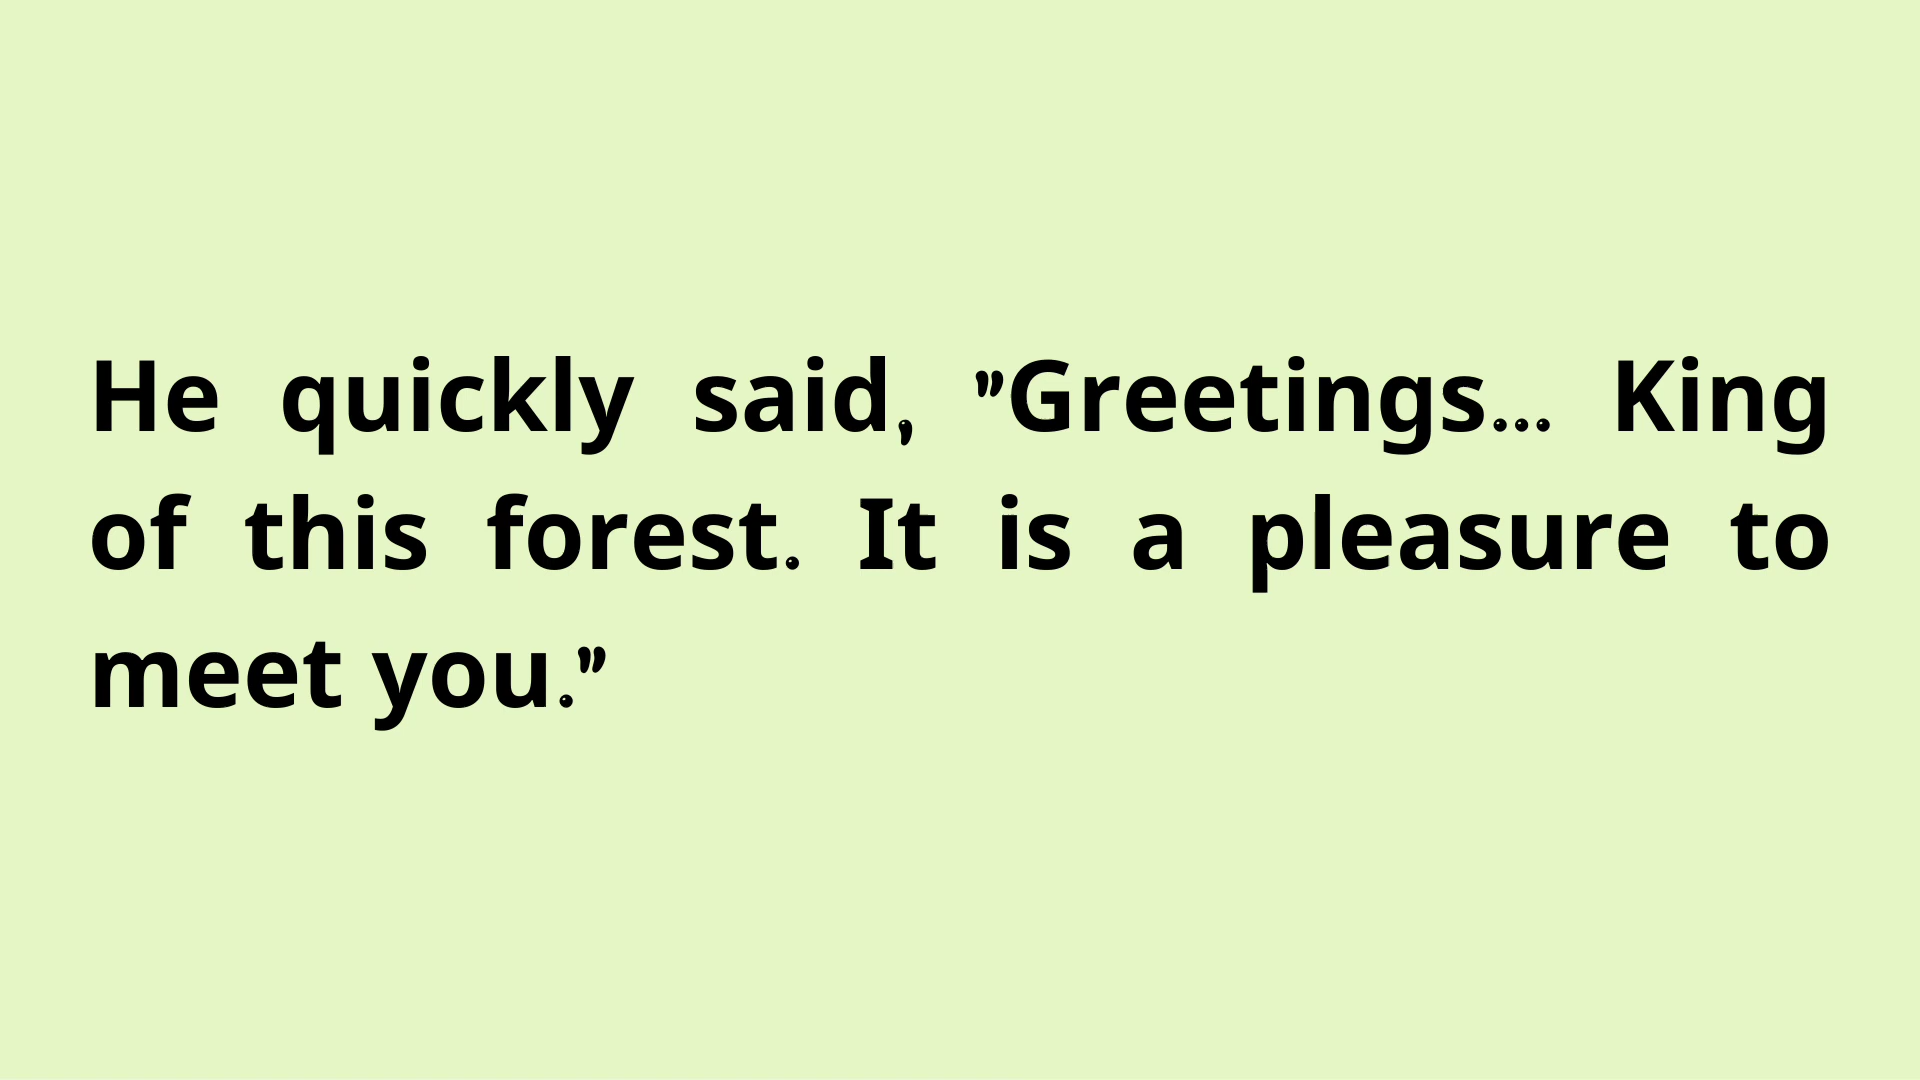 He quickly said, "Greetings... King
of this forest. It is a pleasure to
meet you."